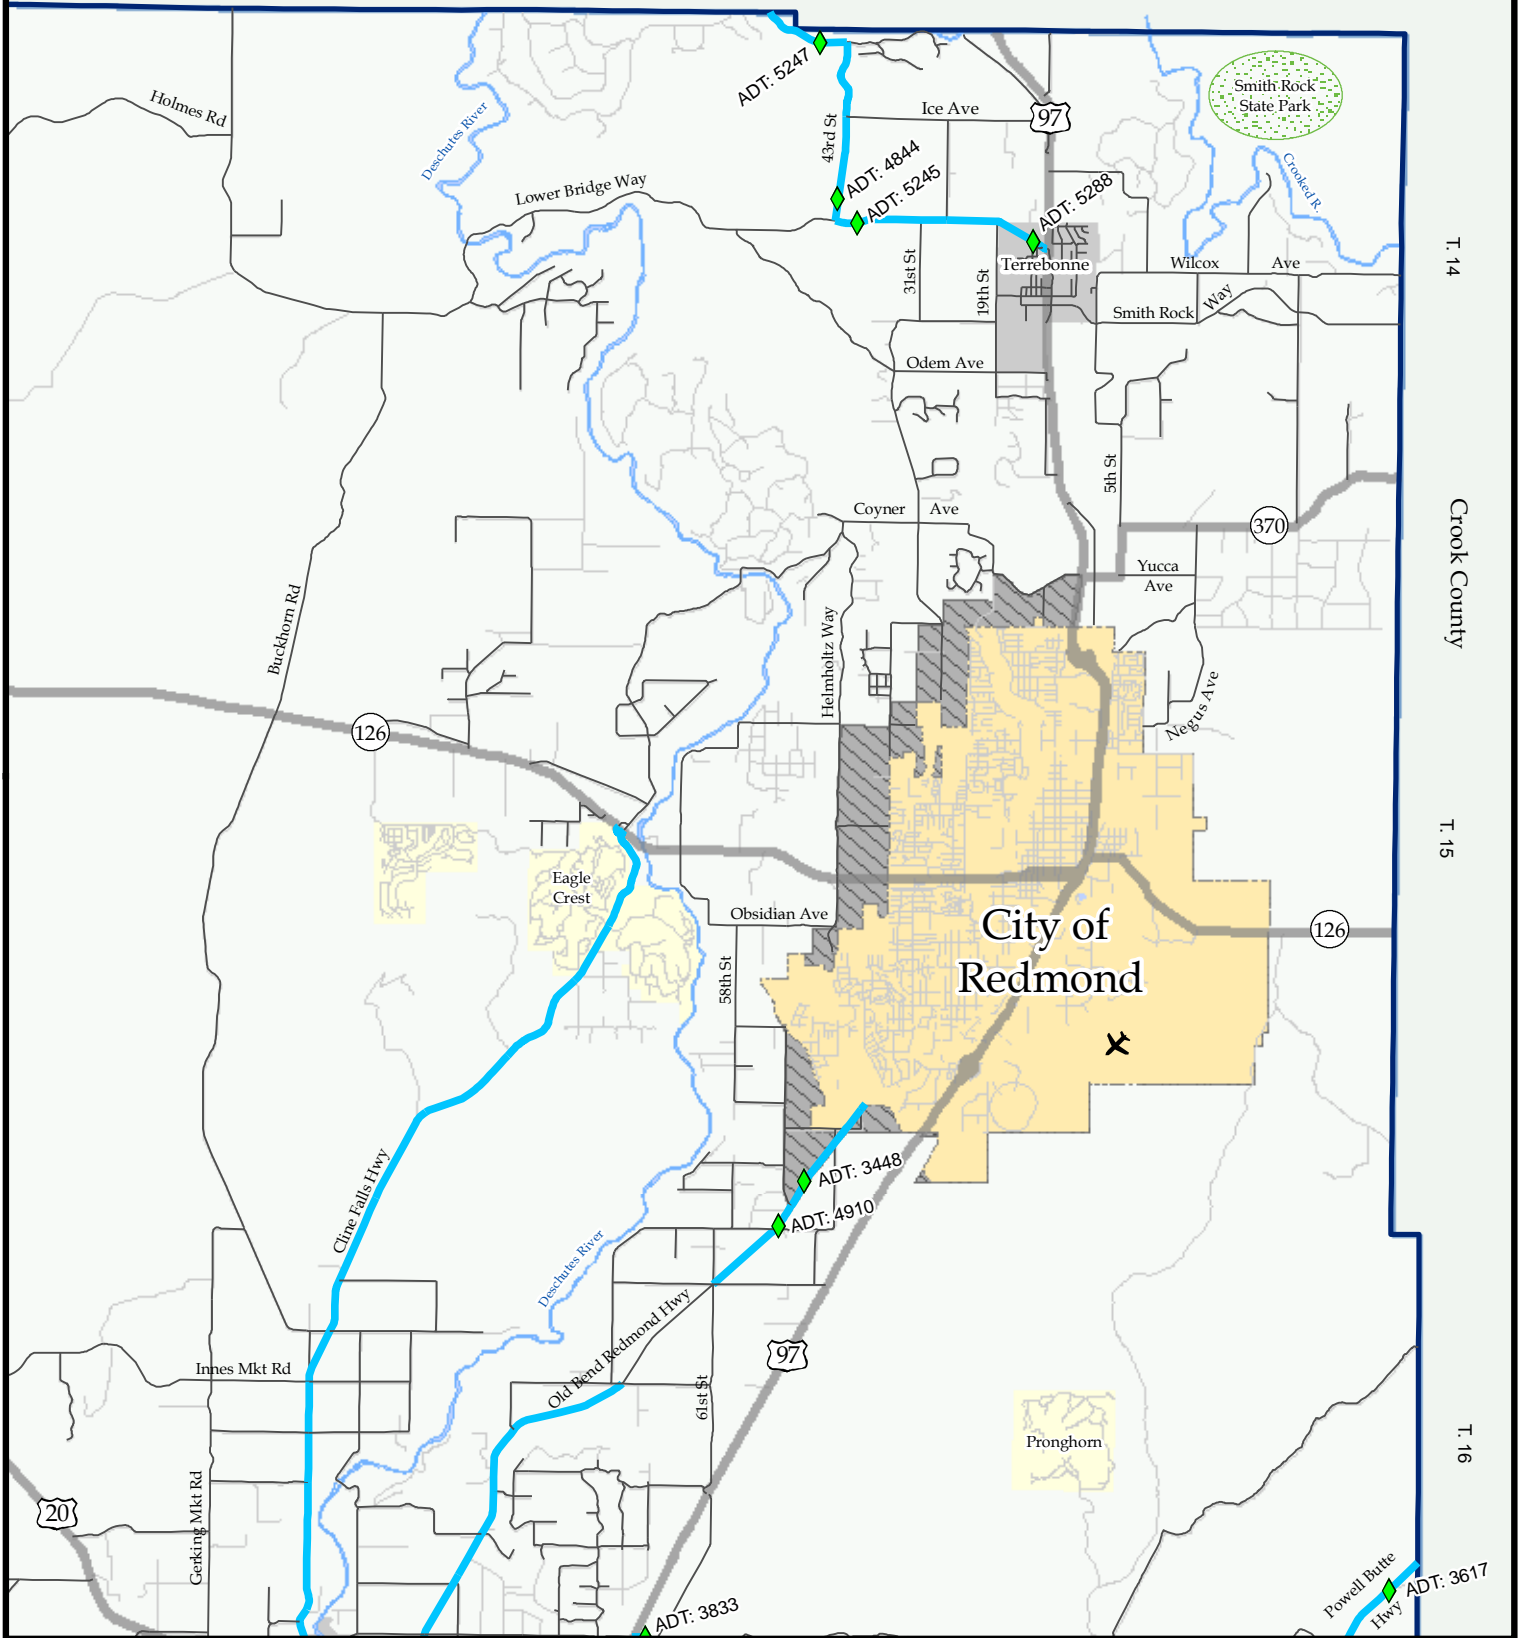 ADT: 5247
Holmes Rd
Deschutes River
43rd St
Ice Ave
97
Smith Rock
State Park
Crooked R.
ADT: 4844
ADT: 5245
ADT: 5288
Lower Bridge Way
31st St
19th St
Terrebonne
Wilcox Ave
Smith Rock Way
T. 14
Odem Ave
5th St
Coyner Ave
370
Crook County
Yucca
Ave
Buckhorn Rd
Helmholtz Way
Negus Ave
126
T. 15
Eagle
Crest
Obsidian Ave
City of
Redmond
126
58th St
Cline Falls Hwy
ADT: 3448
ADT: 4910
Deschutes River
Old Bend Redmond Hwy
97
Innes Mkt Rd
61st St
Pronghorn
T. 16
20
Gerking Mkt Rd
Powell Butte
Hwy
ADT: 3617
ADT: 3833